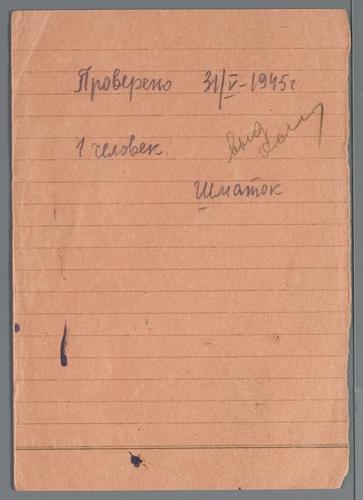 Проверено 31/V-1945г
1 человек.
Шматок